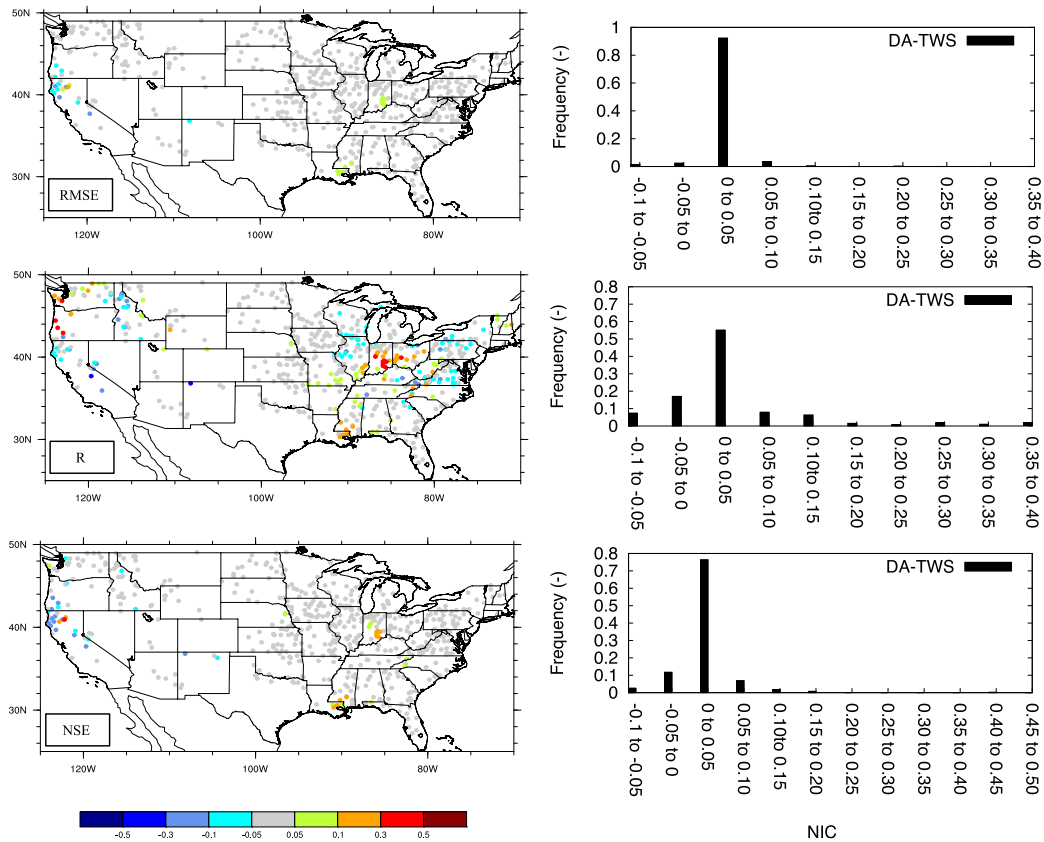 50N
40N
30N
RMSE
120W 100W 80W
1
0.8
0.6
0.4
0.2
0
Frequency (-)
DA-TWS
-0.1 to -0.05
-0.05 to 0
0 to 0.05
0.05 to 0.10
0.10to 0.15
0.15 to 0.20
0.20 to 0.25
0.25 to 0.30
0.30 to 0.35
0.35 to 0.40
50N
40N
30N
R
120W 100W 80W
0.8
0.7
0.6
0.5
0.4
0.3
0.2
0.1
0
Frequency (-)
DA-TWS
-0.1 to -0.05
-0.05 to 0
0 to 0.05
0.05 to 0.10
0.10to 0.15
0.15 to 0.20
0.20 to 0.25
0.25 to 0.30
0.30 to 0.35
0.35 to 0.40
50N
40N
30N
NSE
120W 100W 80W
0.8
0.7
0.6
0.5
0.4
0.3
0.2
0.1
0
Frequency (-)
DA-TWS
-0.1 to -0.05
-0.05 to 0
0 to 0.05
0.05 to 0.10
0.10to 0.15
0.15 to 0.20
0.20 to 0.25
0.25 to 0.30
0.30 to 0.35
0.35 to 0.40
0.40 to 0.45
0.45 to 0.50
-0.5 -0.3 -0.1 -0.05 0.05 0.1 0.3 0.5
NIC